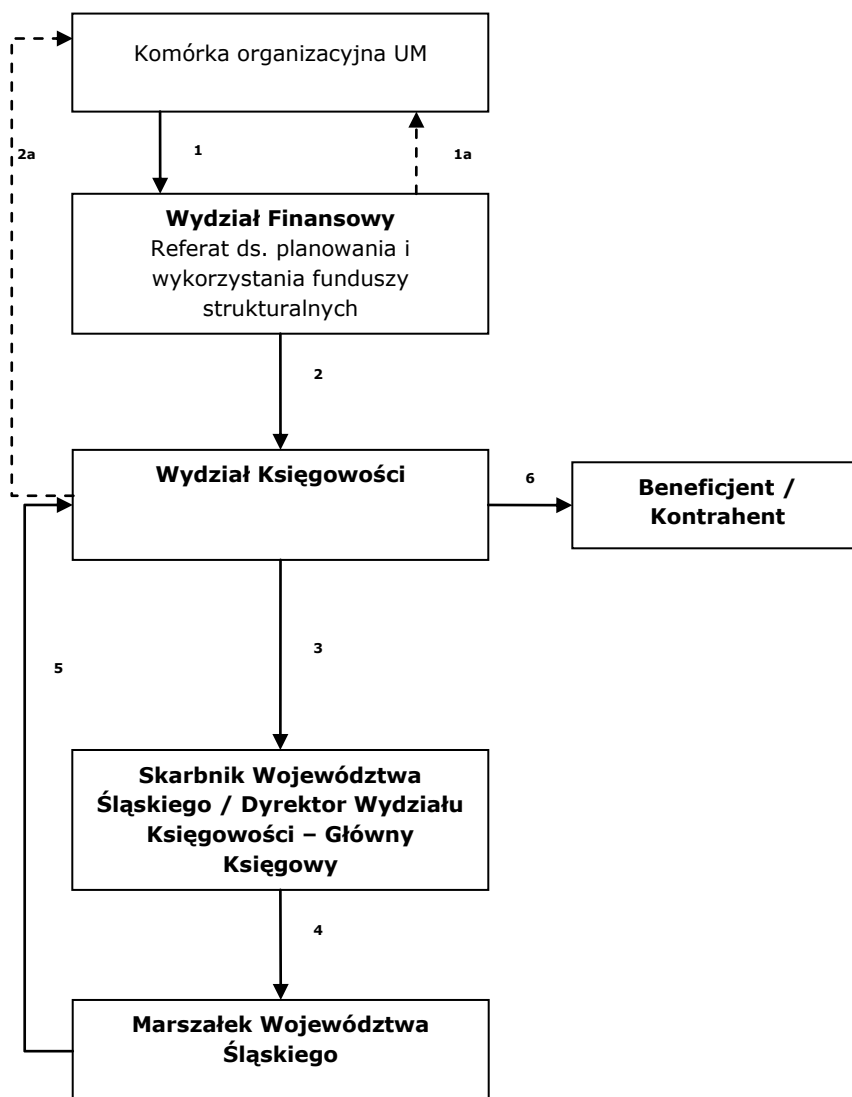 Komórka organizacyjna UM
2a
1
1a
Wydział Finansowy
Referat ds. planowania i
wykorzystania funduszy
strukturalnych
2
Wydział Księgowości
6
Beneficjent /
Kontrahent
3
5
Skarbnik Województwa
Śląskiego / Dyrektor Wydziału
Księgowości – Główny
Księgowy
4
Marszałek Województwa
Śląskiego